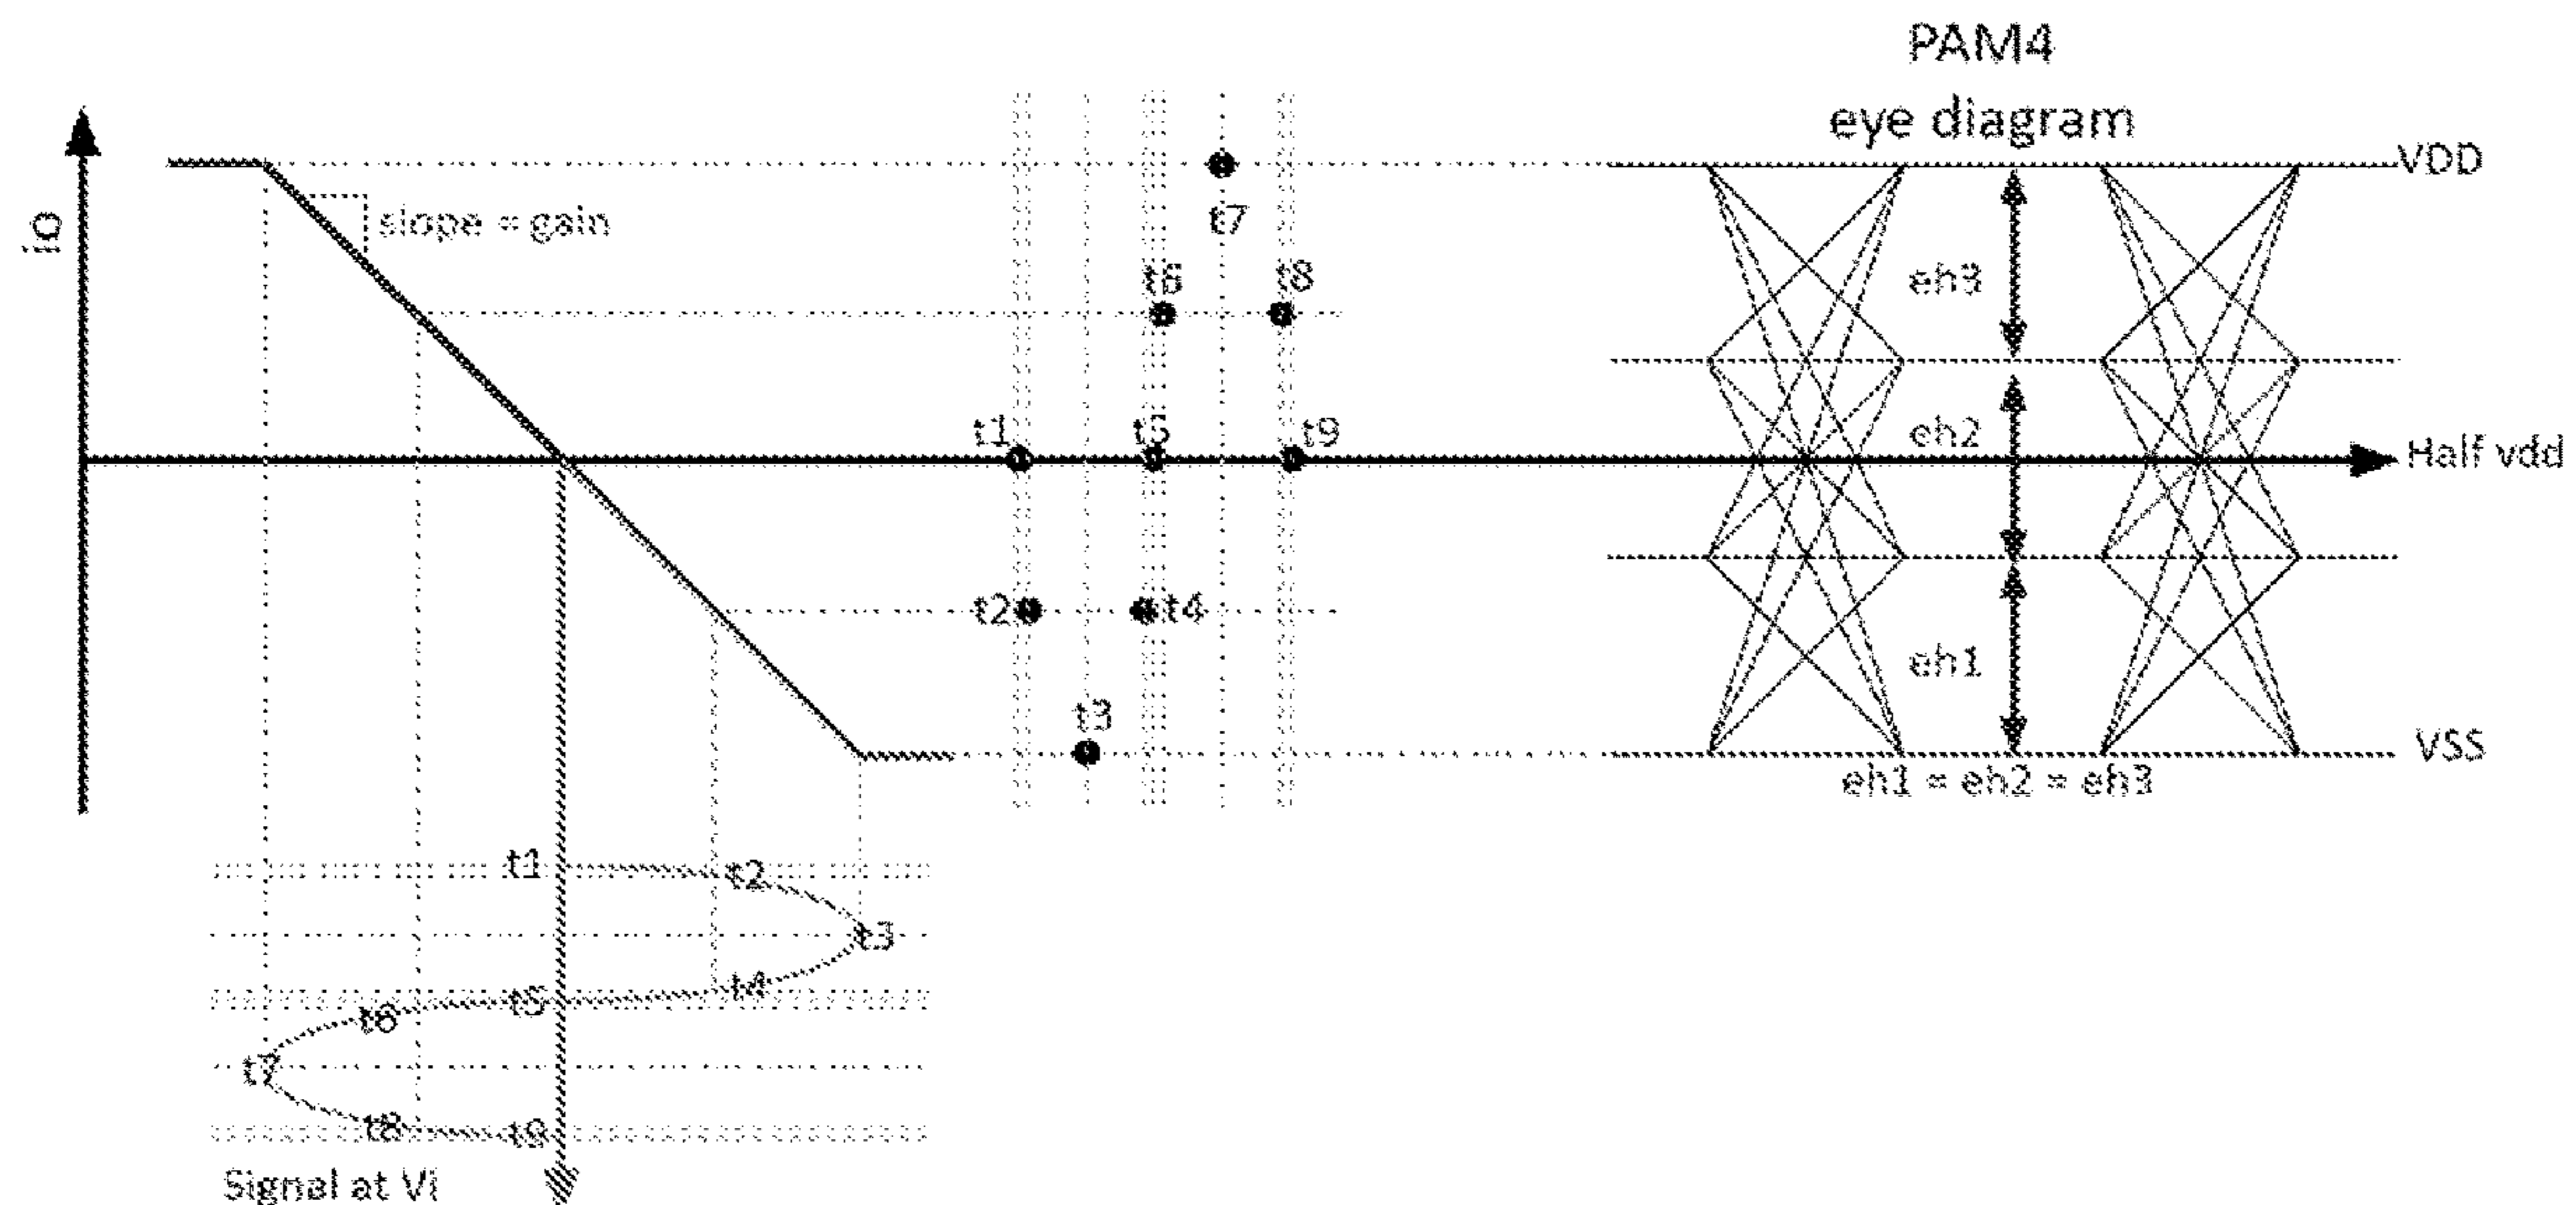 PAM4
eye diagram
VDD
io
slope = gain
t7
t6
t8
eh3
t1
t5
t9
eh2
Half vdd
t2
t4
eh1
t3
VSS
eh1 = eh2 = eh3
t1
t2
t3
t4
t5
t6
t7
t8
t9
Signal at Vi